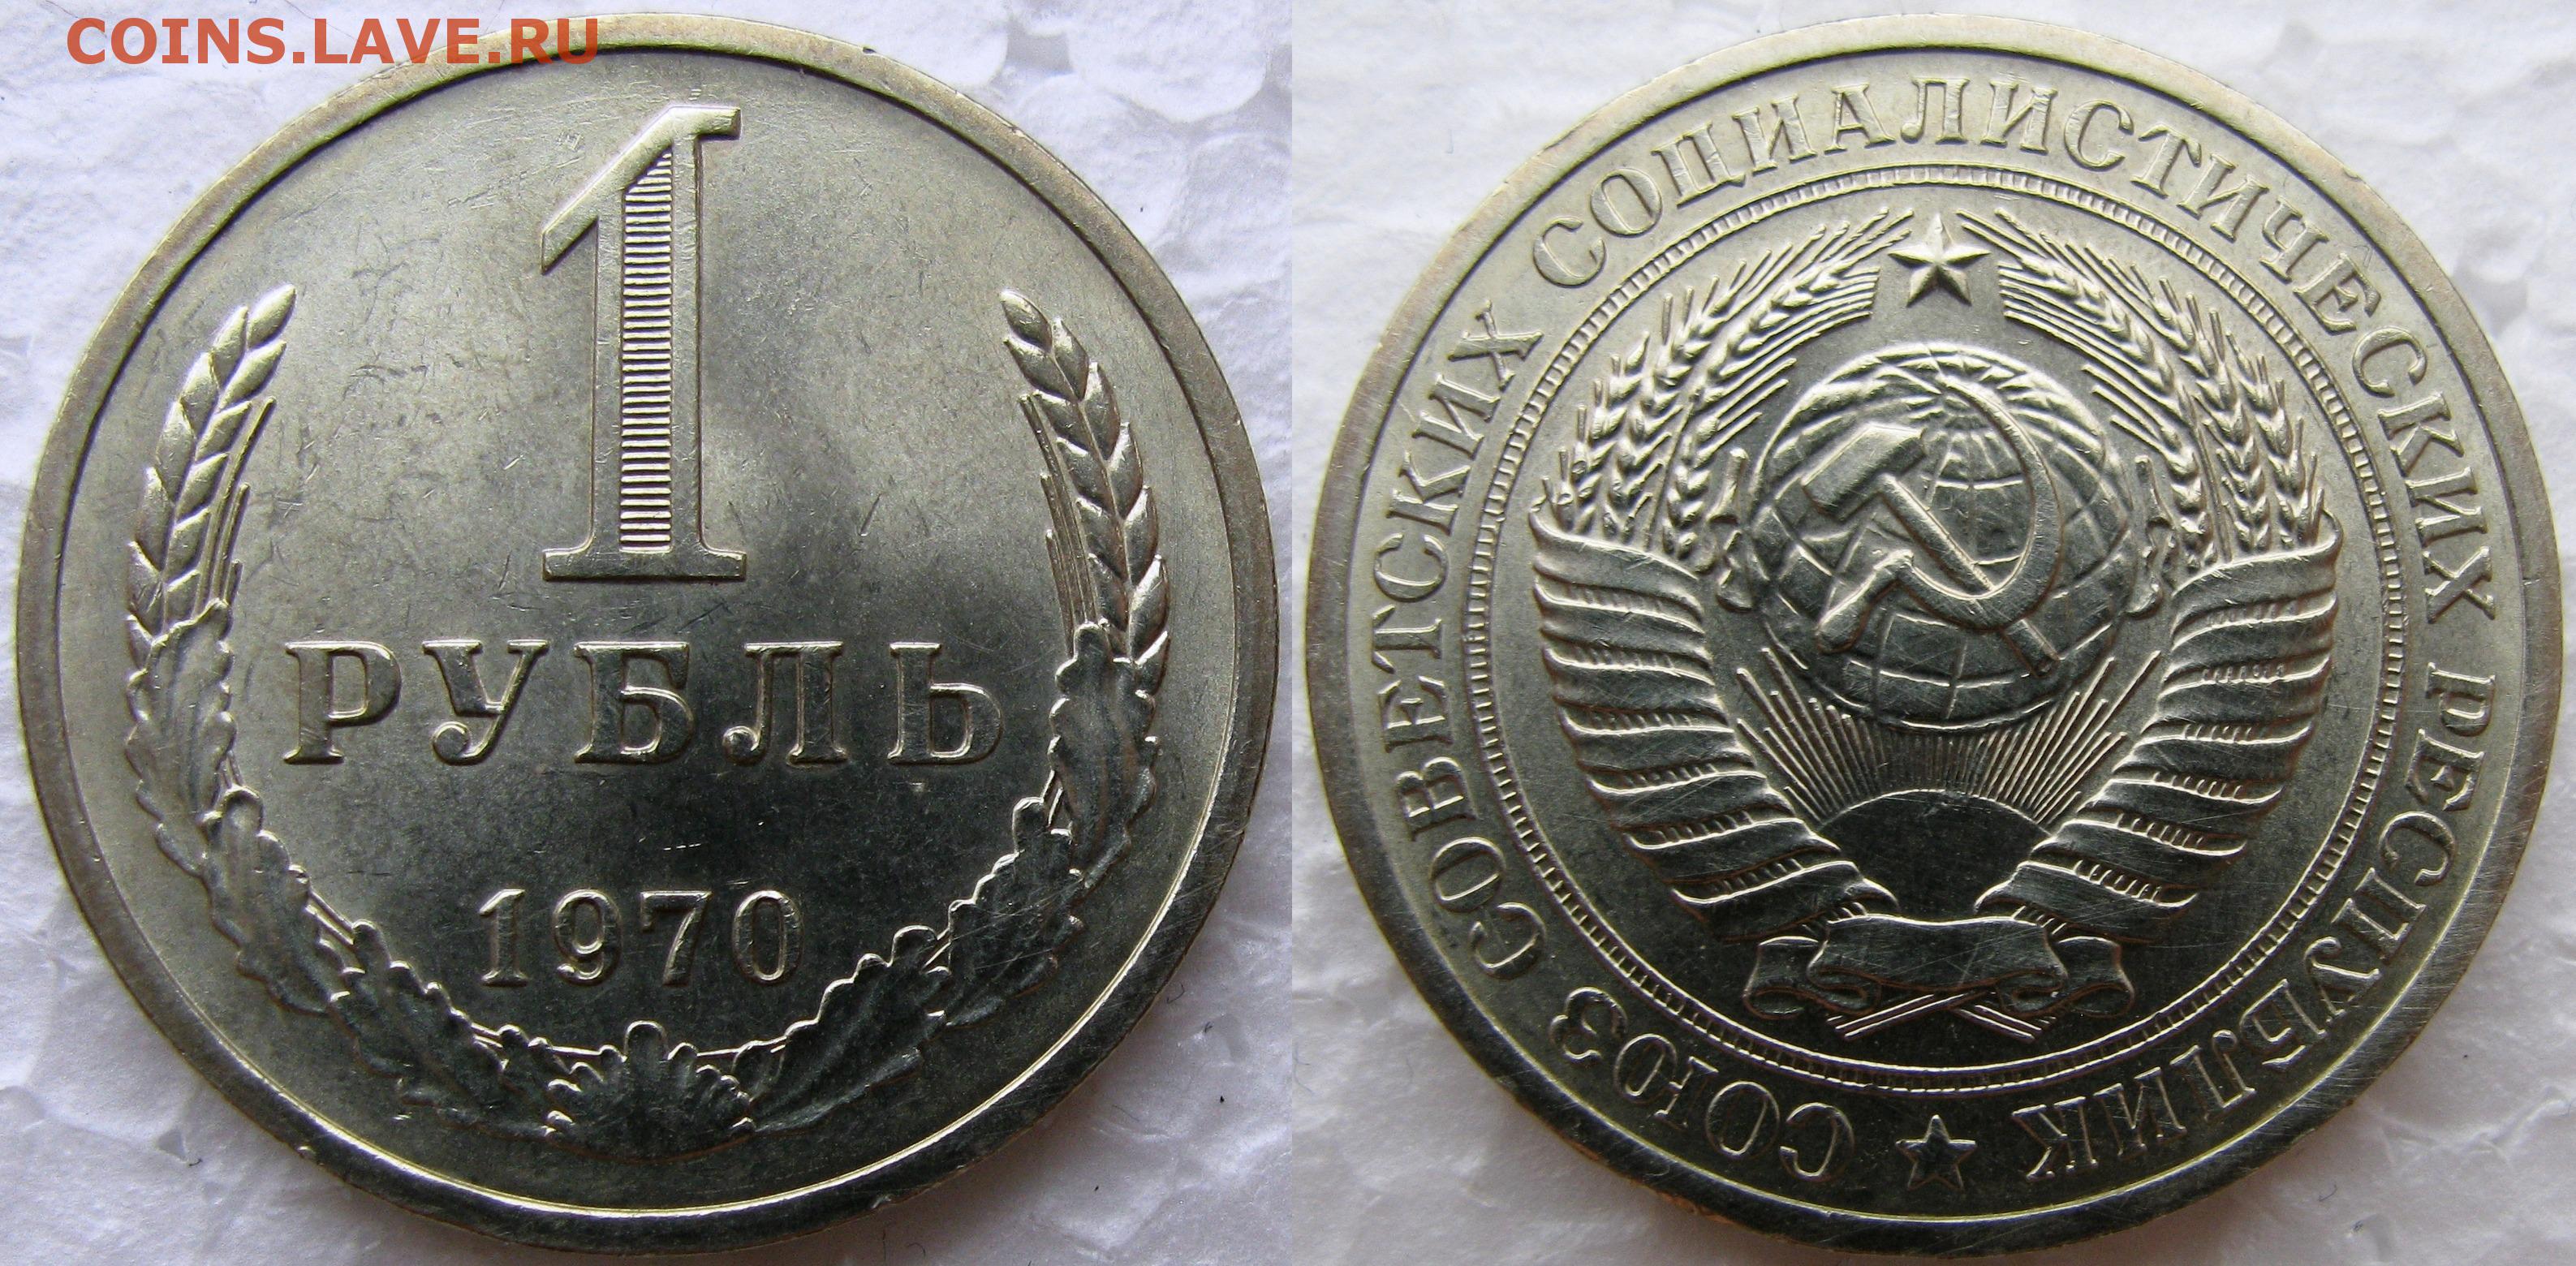 COINS.LAVE.RU
1
РУБЛЬ
1970
СОЮЗ СОВЕТСКИХ СОЦИАЛИСТИЧЕСКИХ РЕСПУБЛИК